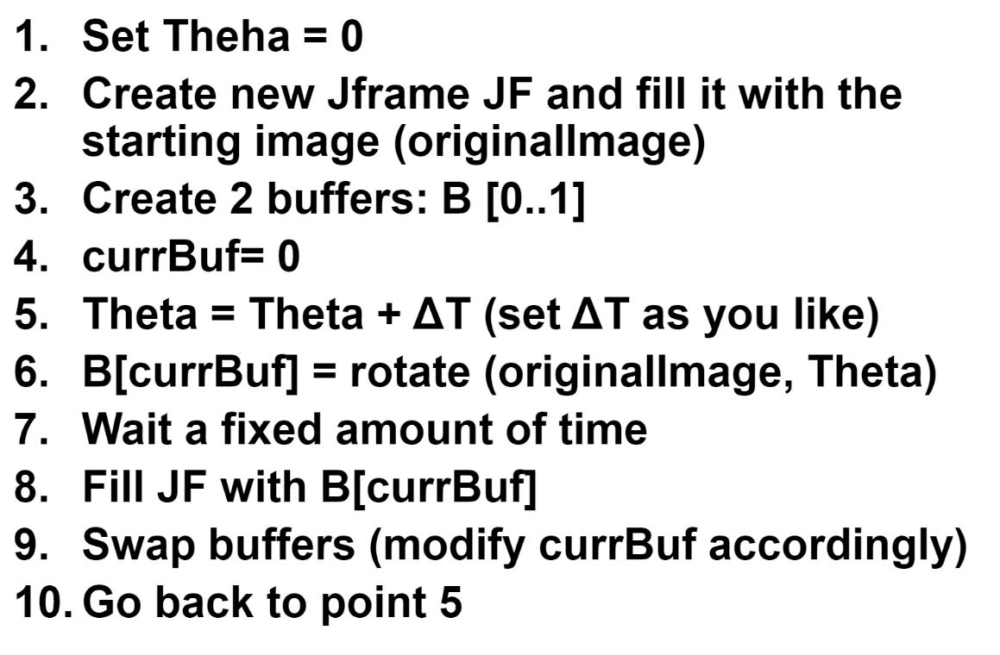 1. Set Theha = 0
2. Create new Jframe JF and fill it with the
starting image (originalImage)
3. Create 2 buffers: B [0..1]
4. currBuf= 0
5. Theta = Theta + ΔT (set ΔT as you like)
6. B[currBuf] = rotate (originalImage, Theta)
7. Wait a fixed amount of time
8. Fill JF with B[currBuf]
9. Swap buffers (modify currBuf accordingly)
10. Go back to point 5